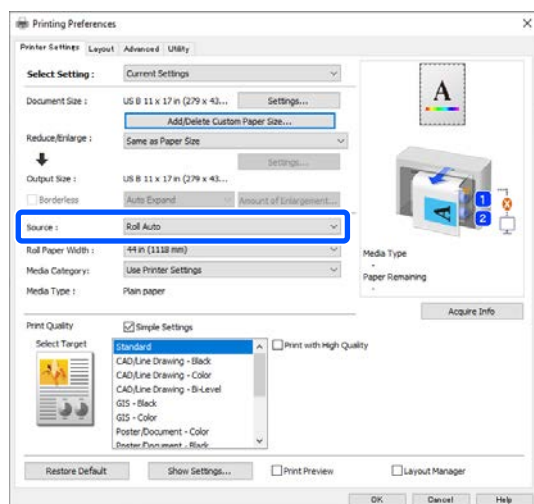 Printing Preferences
Printer Settings Layout Advanced Utility
Select Setting : Current Settings
Document Size : US B 11 x 17 in (279 x 43... Settings...
Add/Delete Custom Paper Size...
Reduce/Enlarge : Same as Paper Size
Settings...
Output Size : US B 11 x 17 in (279 x 43...
Borderless Auto Expand Amount of Enlargement...
Source : Roll Auto
Roll Paper Width : 44 in (1118 mm)
Media Category: Use Printer Settings
Media Type : Plain paper
A
A
1
2
Media Type
-
Paper Remaining
-
Acquire Info
Print Quality Simple Settings
Select Target Standard Print with High Quality
CAD/Line Drawing - Black
CAD/Line Drawing - Color
CAD/Line Drawing - Bi-Level
GIS - Black
GIS - Color
Poster/Document - Color
Poster/Document - Black
Restore Default Show Settings... Print Preview Layout Manager
OK Cancel Help